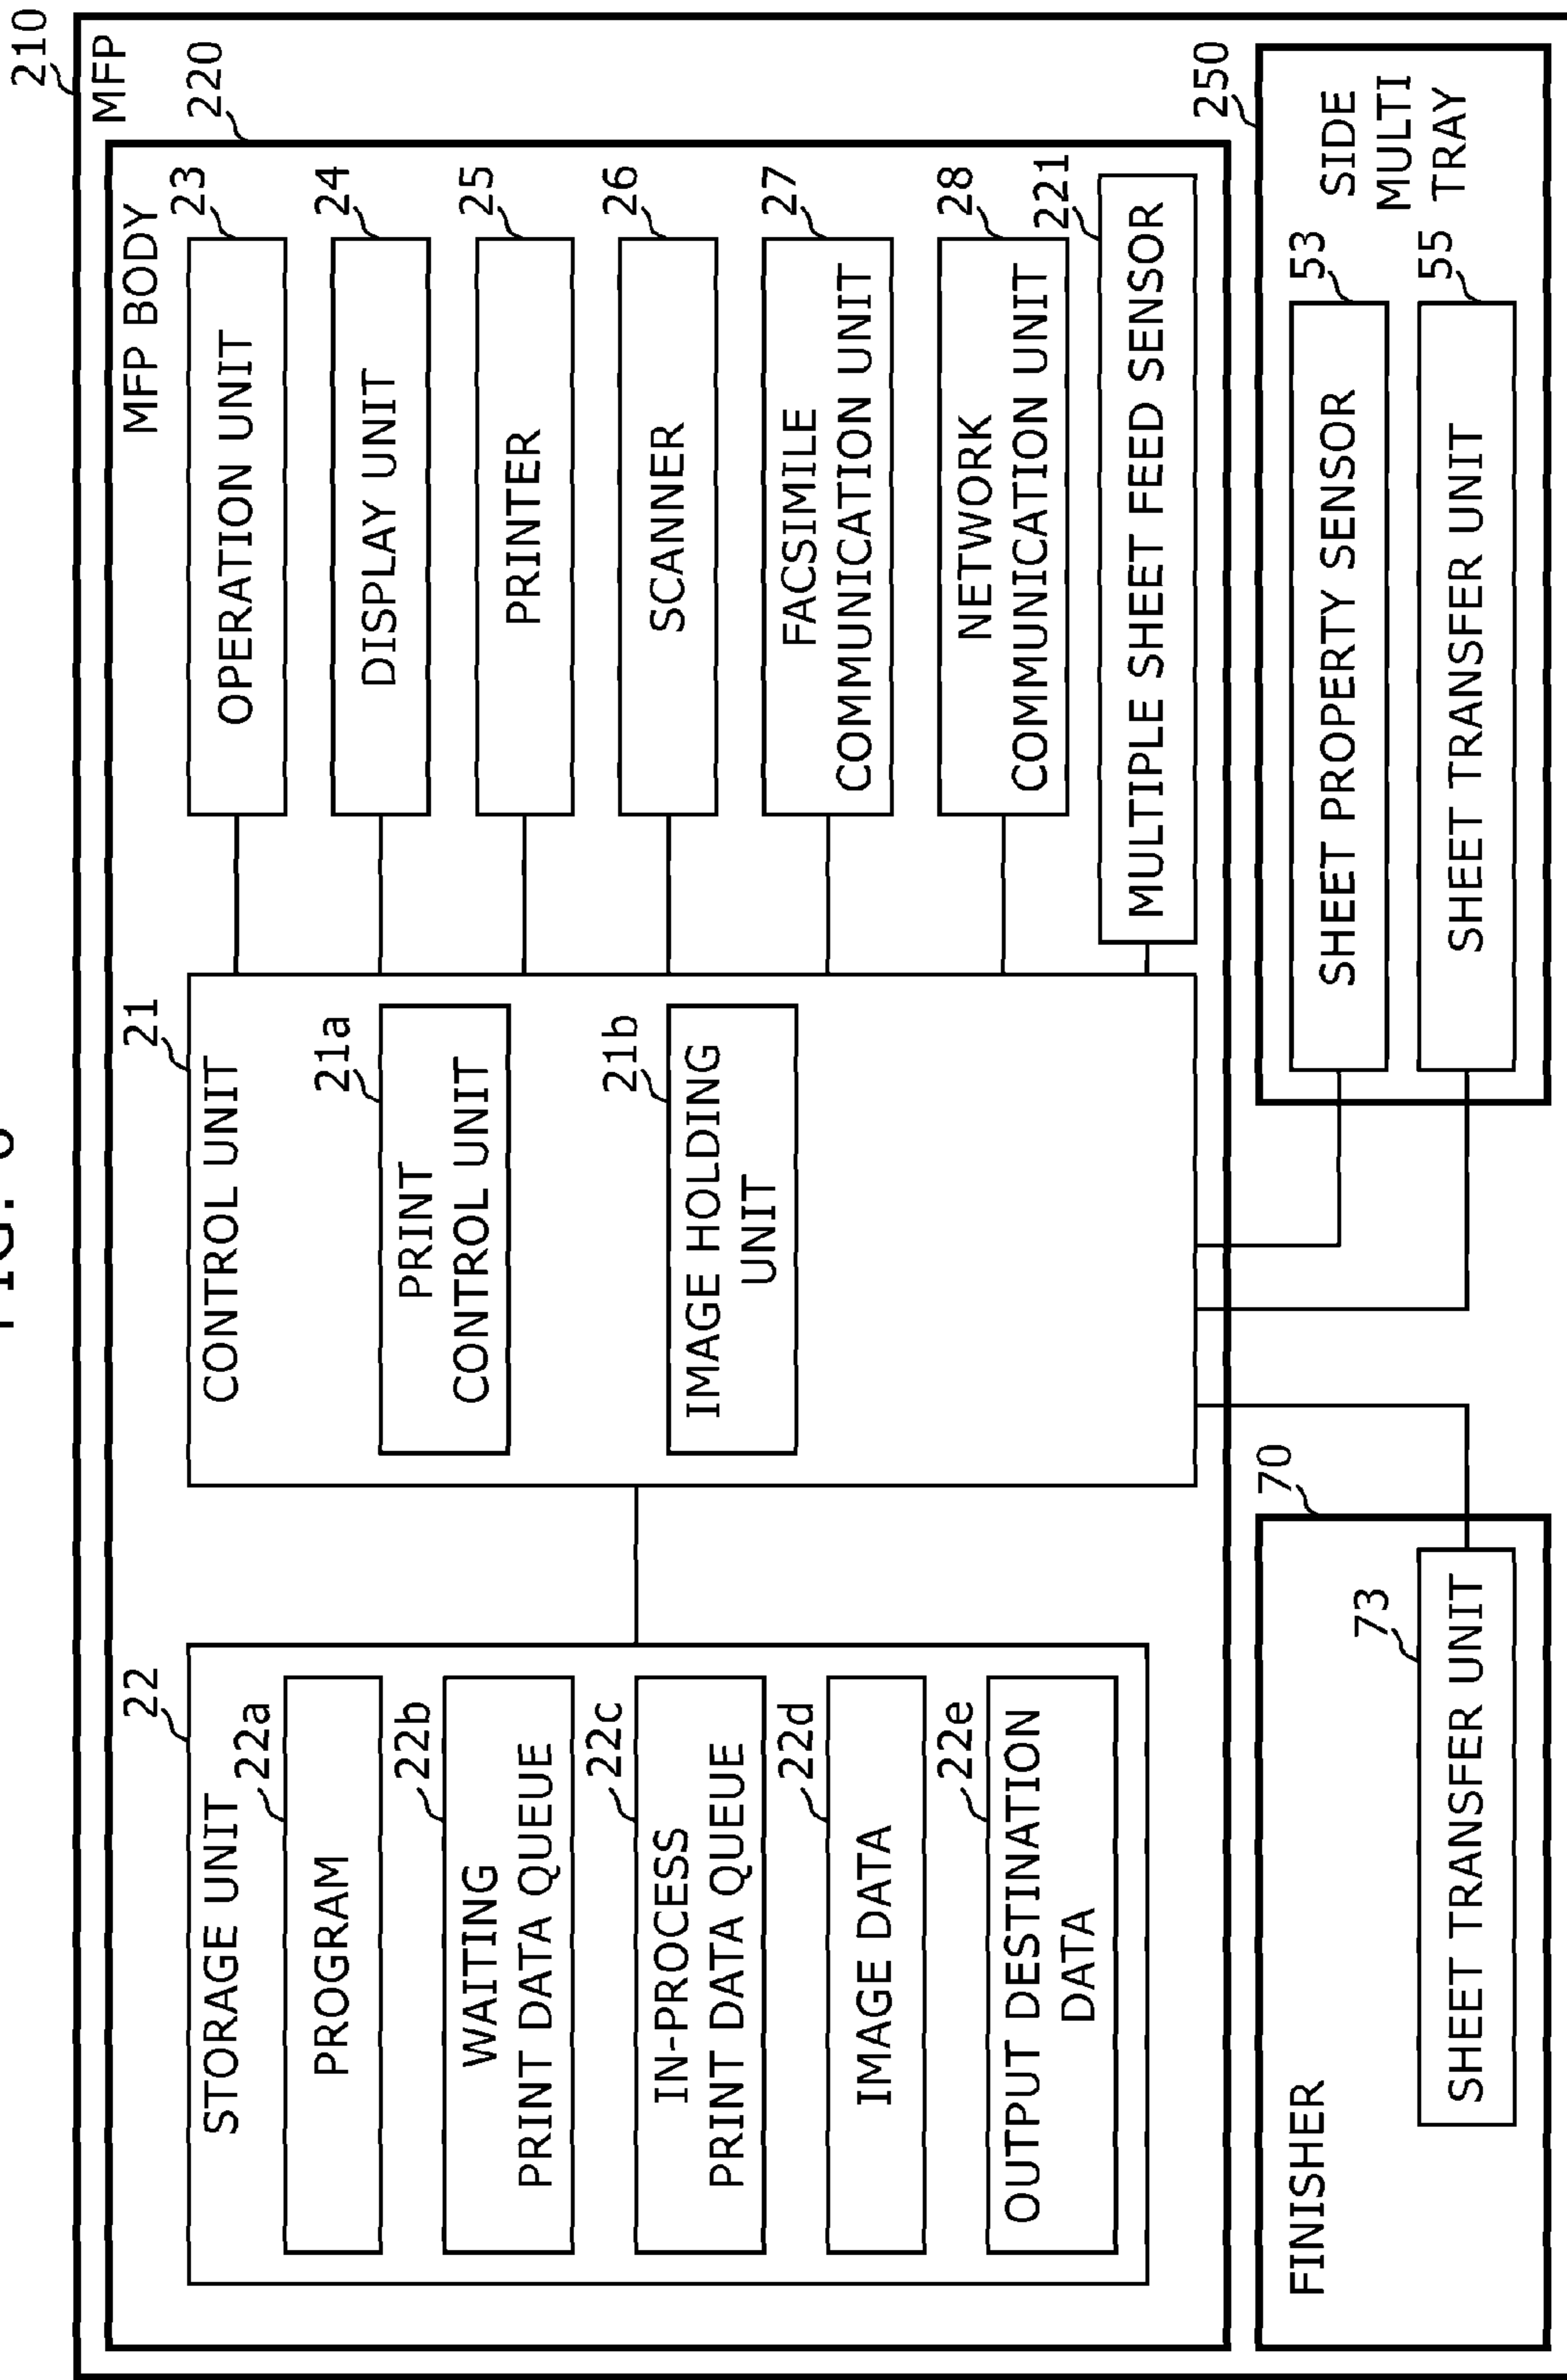 FIG.
210
MFP
220
MFP BODY
22
STORAGE UNIT
22a
PROGRAM
22b
WAITING
PRINT DATA QUEUE
22c
IN-PROCESS
PRINT DATA QUEUE
22d
IMAGE DATA
22e
OUTPUT DESTINATION
DATA
21
CONTROL UNIT
21a
PRINT
CONTROL UNIT
21b
IMAGE HOLDING
UNIT
23
OPERATION UNIT
24
DISPLAY UNIT
25
PRINTER
26
SCANNER
27
FACSIMILE
COMMUNICATION UNIT
28
NETWORK
COMMUNICATION UNIT
221
MULTIPLE SHEET FEED SENSOR
70
FINISHER
73
SHEET TRANSFER UNIT
250
SIDE
MULTI
TRAY
53
SHEET PROPERTY SENSOR
55
SHEET TRANSFER UNIT